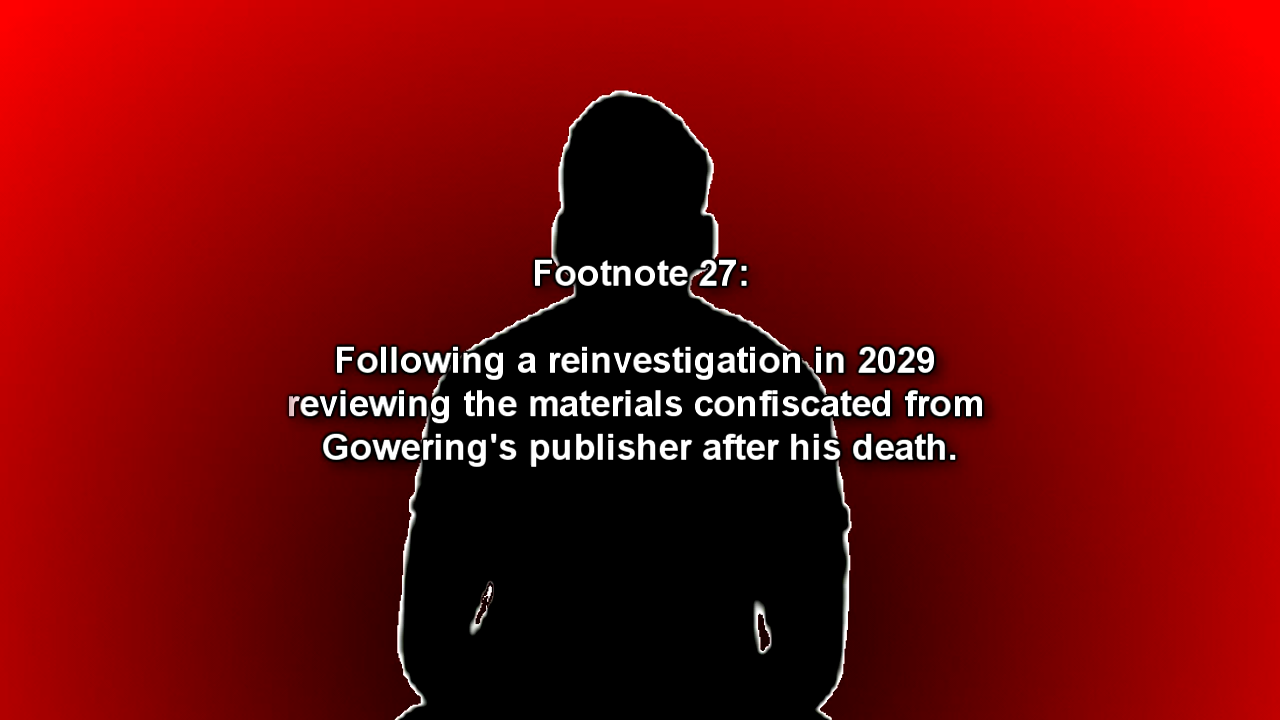 Footnote 27:
Following a reinvestigation in 2029
reviewing the materials confiscated from
Gowering's publisher after his death.